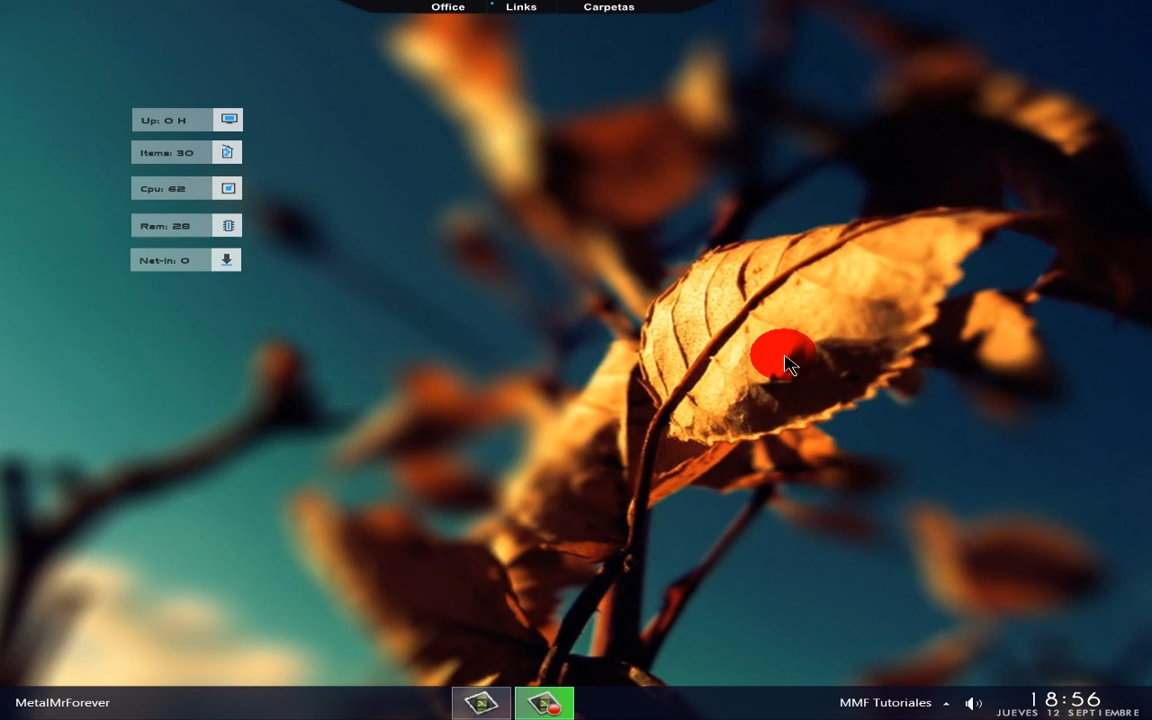 Office Links Carpetas
Up: 0 H
Items: 30
Cpu: 62
Ram: 28
Net-In: 0
MetalMrForever
MMF Tutoriales
18:56
JUEVES 12 SEPTIEMBRE